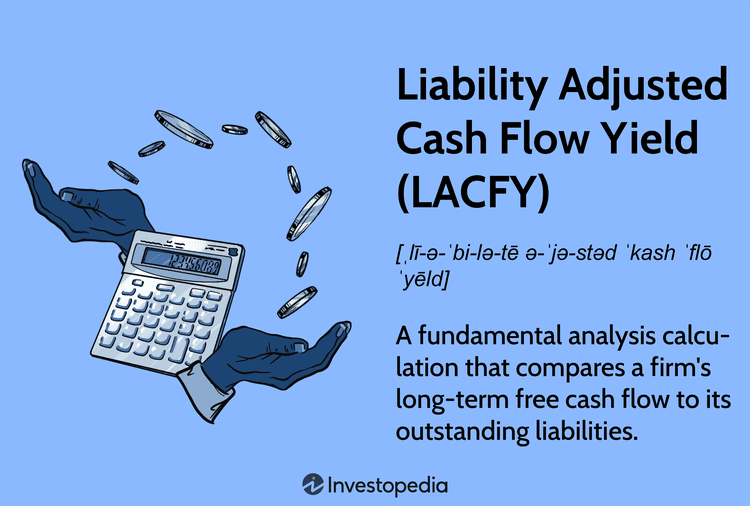 Liability Adjusted
Cash Flow Yield
(LACFY)
[ˌlī-ə-ˈbi-lə-tē ə-ˈjə-stəd ˈkash ˈflō
ˈyēld]
A fundamental analysis calcu-
lation that compares a firm's
long-term free cash flow to its
outstanding liabilities.
1234567890
Investopedia